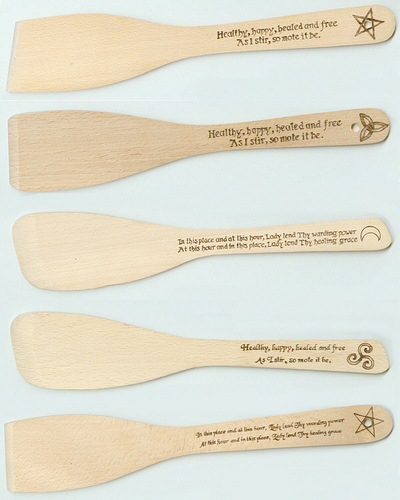 Healthy, happy, healed and free
As I stir, so mote it be.
Healthy, happy, healed and free
As I stir, so mote it be.
In this place and at this hour, Lady lend Thy warding power
At this hour and in this place, Lady lend Thy healing grace
Healthy, happy, healed and free
As I stir, so mote it be.
In this place and at this hour, Lady lend Thy warding power
At this hour and in this place, Lady lend Thy healing grace